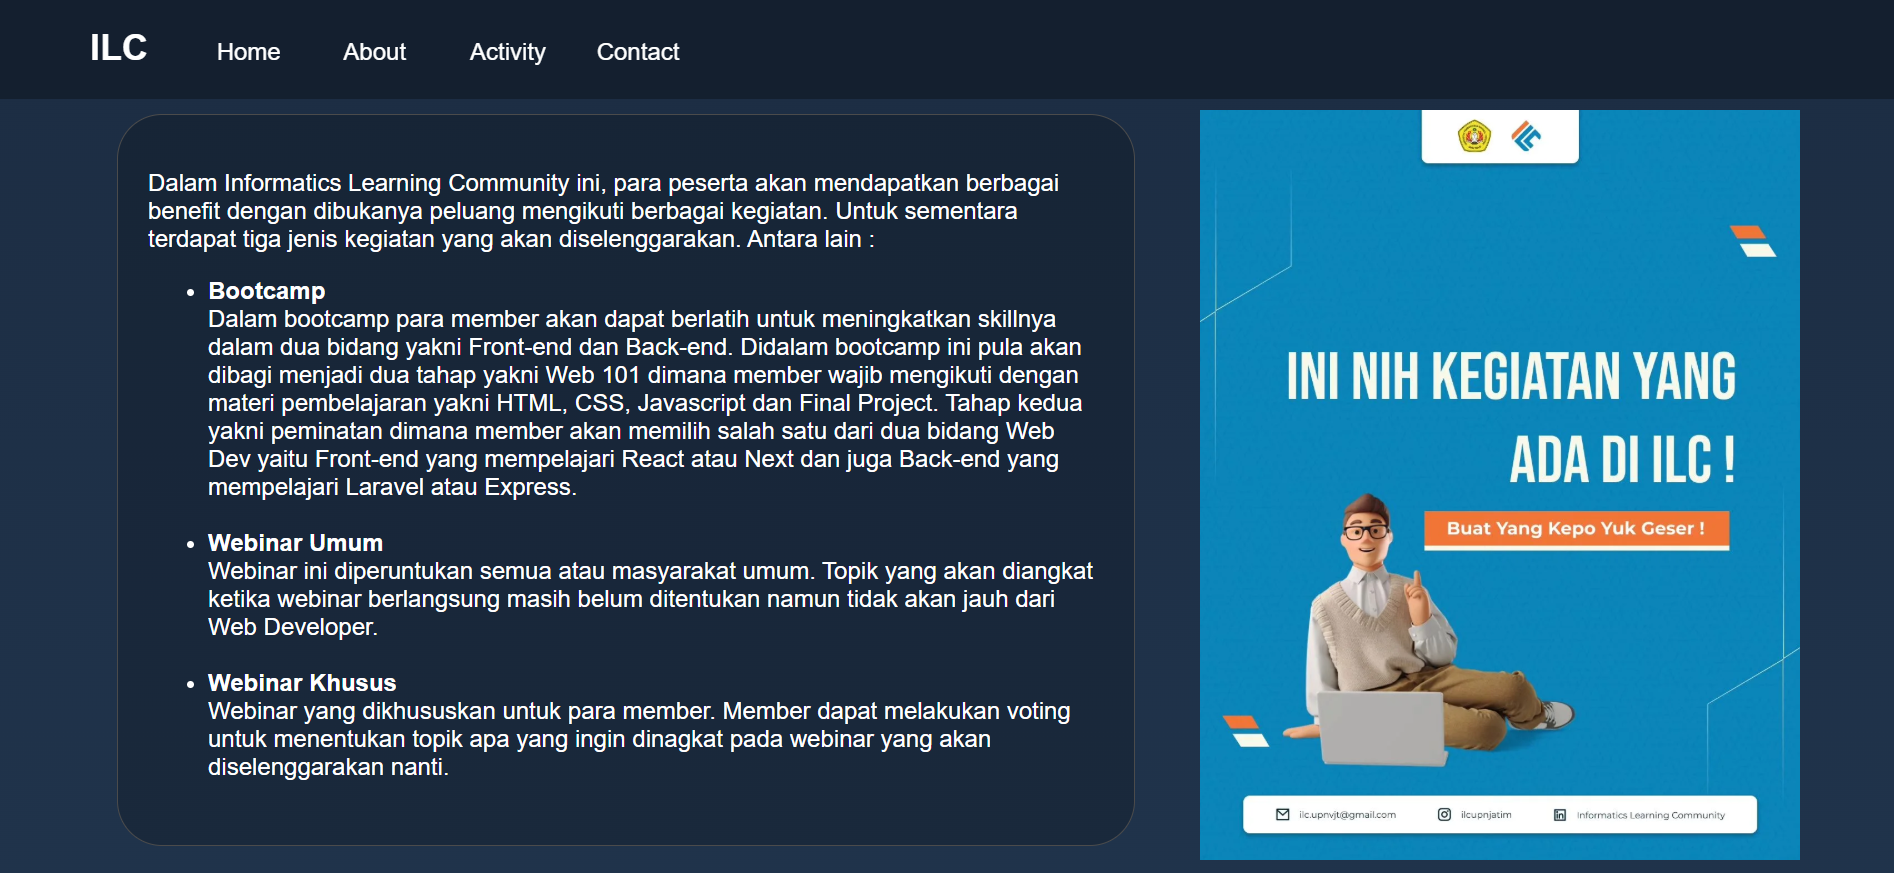 ILC
Home
About
Activity
Contact
Dalam Informatics Learning Community ini, para peserta akan mendapatkan berbagai
benefit dengan dibukanya peluang mengikuti berbagai kegiatan. Untuk sementara
terdapat tiga jenis kegiatan yang akan diselenggarakan. Antara lain :
• Bootcamp
Dalam bootcamp para member akan dapat berlatih untuk meningkatkan skillnya
dalam dua bidang yakni Front-end dan Back-end. Didalam bootcamp ini pula akan
dibagi menjadi dua tahap yakni Web 101 dimana member wajib mengikuti dengan
materi pembelajaran yakni HTML, CSS, Javascript dan Final Project. Tahap kedua
yakni peminatan dimana member akan memilih salah satu dari dua bidang Web
Dev yaitu Front-end yang mempelajari React atau Next dan juga Back-end yang
mempelajari Laravel atau Express.
• Webinar Umum
Webinar ini diperuntukan semua atau masyarakat umum. Topik yang akan diangkat
ketika webinar berlangsung masih belum ditentukan namun tidak akan jauh dari
Web Developer.
• Webinar Khusus
Webinar yang dikhususkan untuk para member. Member dapat melakukan voting
untuk menentukan topik apa yang ingin dinagkat pada webinar yang akan
diselenggarakan nanti.
INI NIH KEGIATAN YANG
ADA DI ILC !
Buat Yang Kepo Yuk Geser !
ilc.upnvjt@gmail.com
ilcupnjatim
Informatics Learning Community